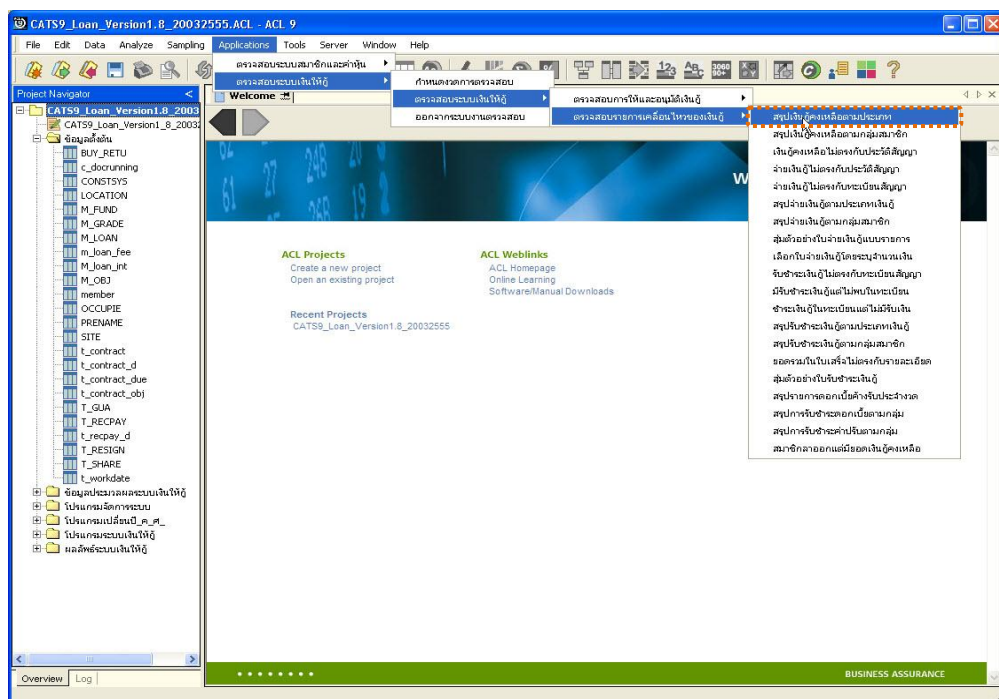 CATS9_Loan_Version1.8_20032555.ACL - ACL 9
File Edit Data Analyze Sampling Applications Tools Server Window Help
ตรวจสอบระบบสมาชิกและค่าหุ้น
ตรวจสอบระบบเงินให้กู้
กำหนดงวดการตรวจสอบ
ตรวจสอบระบบเงินให้กู้
ออกจากระบบงานตรวจสอบ
ตรวจสอบการให้และอนุมัติเงินกู้
ตรวจสอบรายการเคลื่อนไหวของเงินกู้
สรุปเงินกู้คงเหลือตามประเภท
สรุปเงินกู้คงเหลือตามกลุ่มสมาชิก
เงินกู้คงเหลือไม่ตรงกับประวัติสัญญา
จ่ายเงินกู้ไม่ตรงกับประวัติสัญญา
จ่ายเงินกู้ไม่ตรงกับทะเบียนสัญญา
สรุปจ่ายเงินกู้ตามประเภทเงินกู้
สรุปจ่ายเงินกู้ตามกลุ่มสมาชิก
สุ่มตัวอย่างใบจ่ายเงินกู้แบบรายการ
เลือกใบจ่ายเงินกู้โดยระบุจำนวนเงิน
รับชำระเงินกู้ไม่ตรงกับทะเบียนสัญญา
มีรับชำระเงินกู้แต่ไม่พบในทะเบียน
ชำระเงินกู้ในทะเบียนแต่ไม่มีรับเงิน
สรุปรับชำระเงินกู้ตามประเภทเงินกู้
สรุปรับชำระเงินกู้ตามกลุ่มสมาชิก
ยอดรวมในใบเสร็จไม่ตรงกับรายละเอียด
สุ่มตัวอย่างใบรับชำระเงินกู้
สรุปรายการดอกเบี้ยค้างรับประจำงวด
สรุปการรับชำระดอกเบี้ยตามกลุ่ม
สรุปการรับชำระค่าปรับตามกลุ่ม
สมาชิกลาออกแต่มียอดเงินกู้คงเหลือ
Project Navigator <
CATS9_Loan_Version1.8_2003
CATS9_Loan_Version1_8_2003
ข้อมูลตั้งต้น
BUY_RETU
c_docrunning
CONSTSYS
LOCATION
M_FUND
M_GRADE
M_LOAN
m_loan_fee
M_loan_int
M_OBJ
member
OCCUPIE
PRENAME
SITE
t_contract
t_contract_d
t_contract_due
t_contract_obj
T_GUA
T_RECPAY
t_recpay_d
T_RESIGN
T_SHARE
t_workdate
ข้อมูลประมวลผลระบบเงินให้กู้
โปรแกรมจัดการระบบ
โปรแกรมเปลี่ยนปี_ค_ศ_
โปรแกรมระบบเงินให้กู้
ผลลัพธ์ระบบเงินให้กู้
Overview Log
Welcome
W
ACL Projects
Create a new project
Open an existing project
Recent Projects
CATS9_Loan_Version1.8_20032555
ACL Weblinks
ACL Homepage
Online Learning
Software/Manual Downloads
BUSINESS ASSURANCE